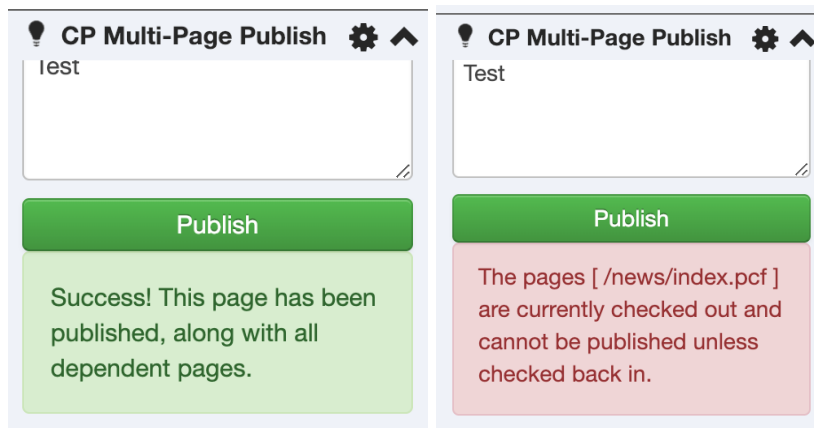 CP Multi-Page Publish
Test
Publish
Success! This page has been
published, along with all
dependent pages.
CP Multi-Page Publish
Test
Publish
The pages [ /news/index.pcf ]
are currently checked out and
cannot be published unless
checked back in.